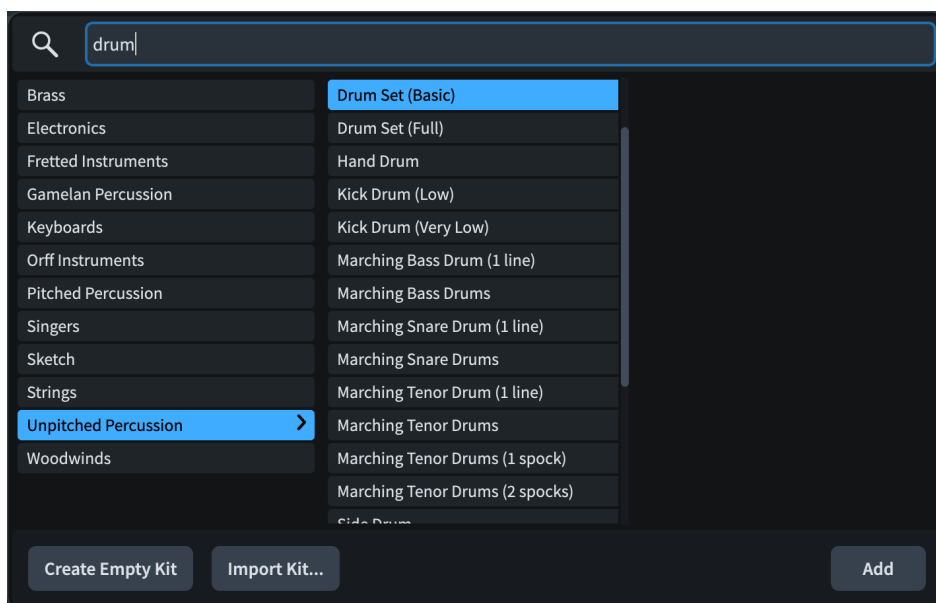 drum
Brass
Electronics
Fretted Instruments
Gamelan Percussion
Keyboards
Orff Instruments
Pitched Percussion
Singers
Sketch
Strings
Unpitched Percussion
Woodwinds
Drum Set (Basic)
Drum Set (Full)
Hand Drum
Kick Drum (Low)
Kick Drum (Very Low)
Marching Bass Drum (1 line)
Marching Bass Drums
Marching Snare Drum (1 line)
Marching Snare Drums
Marching Tenor Drum (1 line)
Marching Tenor Drums
Marching Tenor Drums (1 spock)
Marching Tenor Drums (2 spocks)
Side Drum
Create Empty Kit
Import Kit...
Add